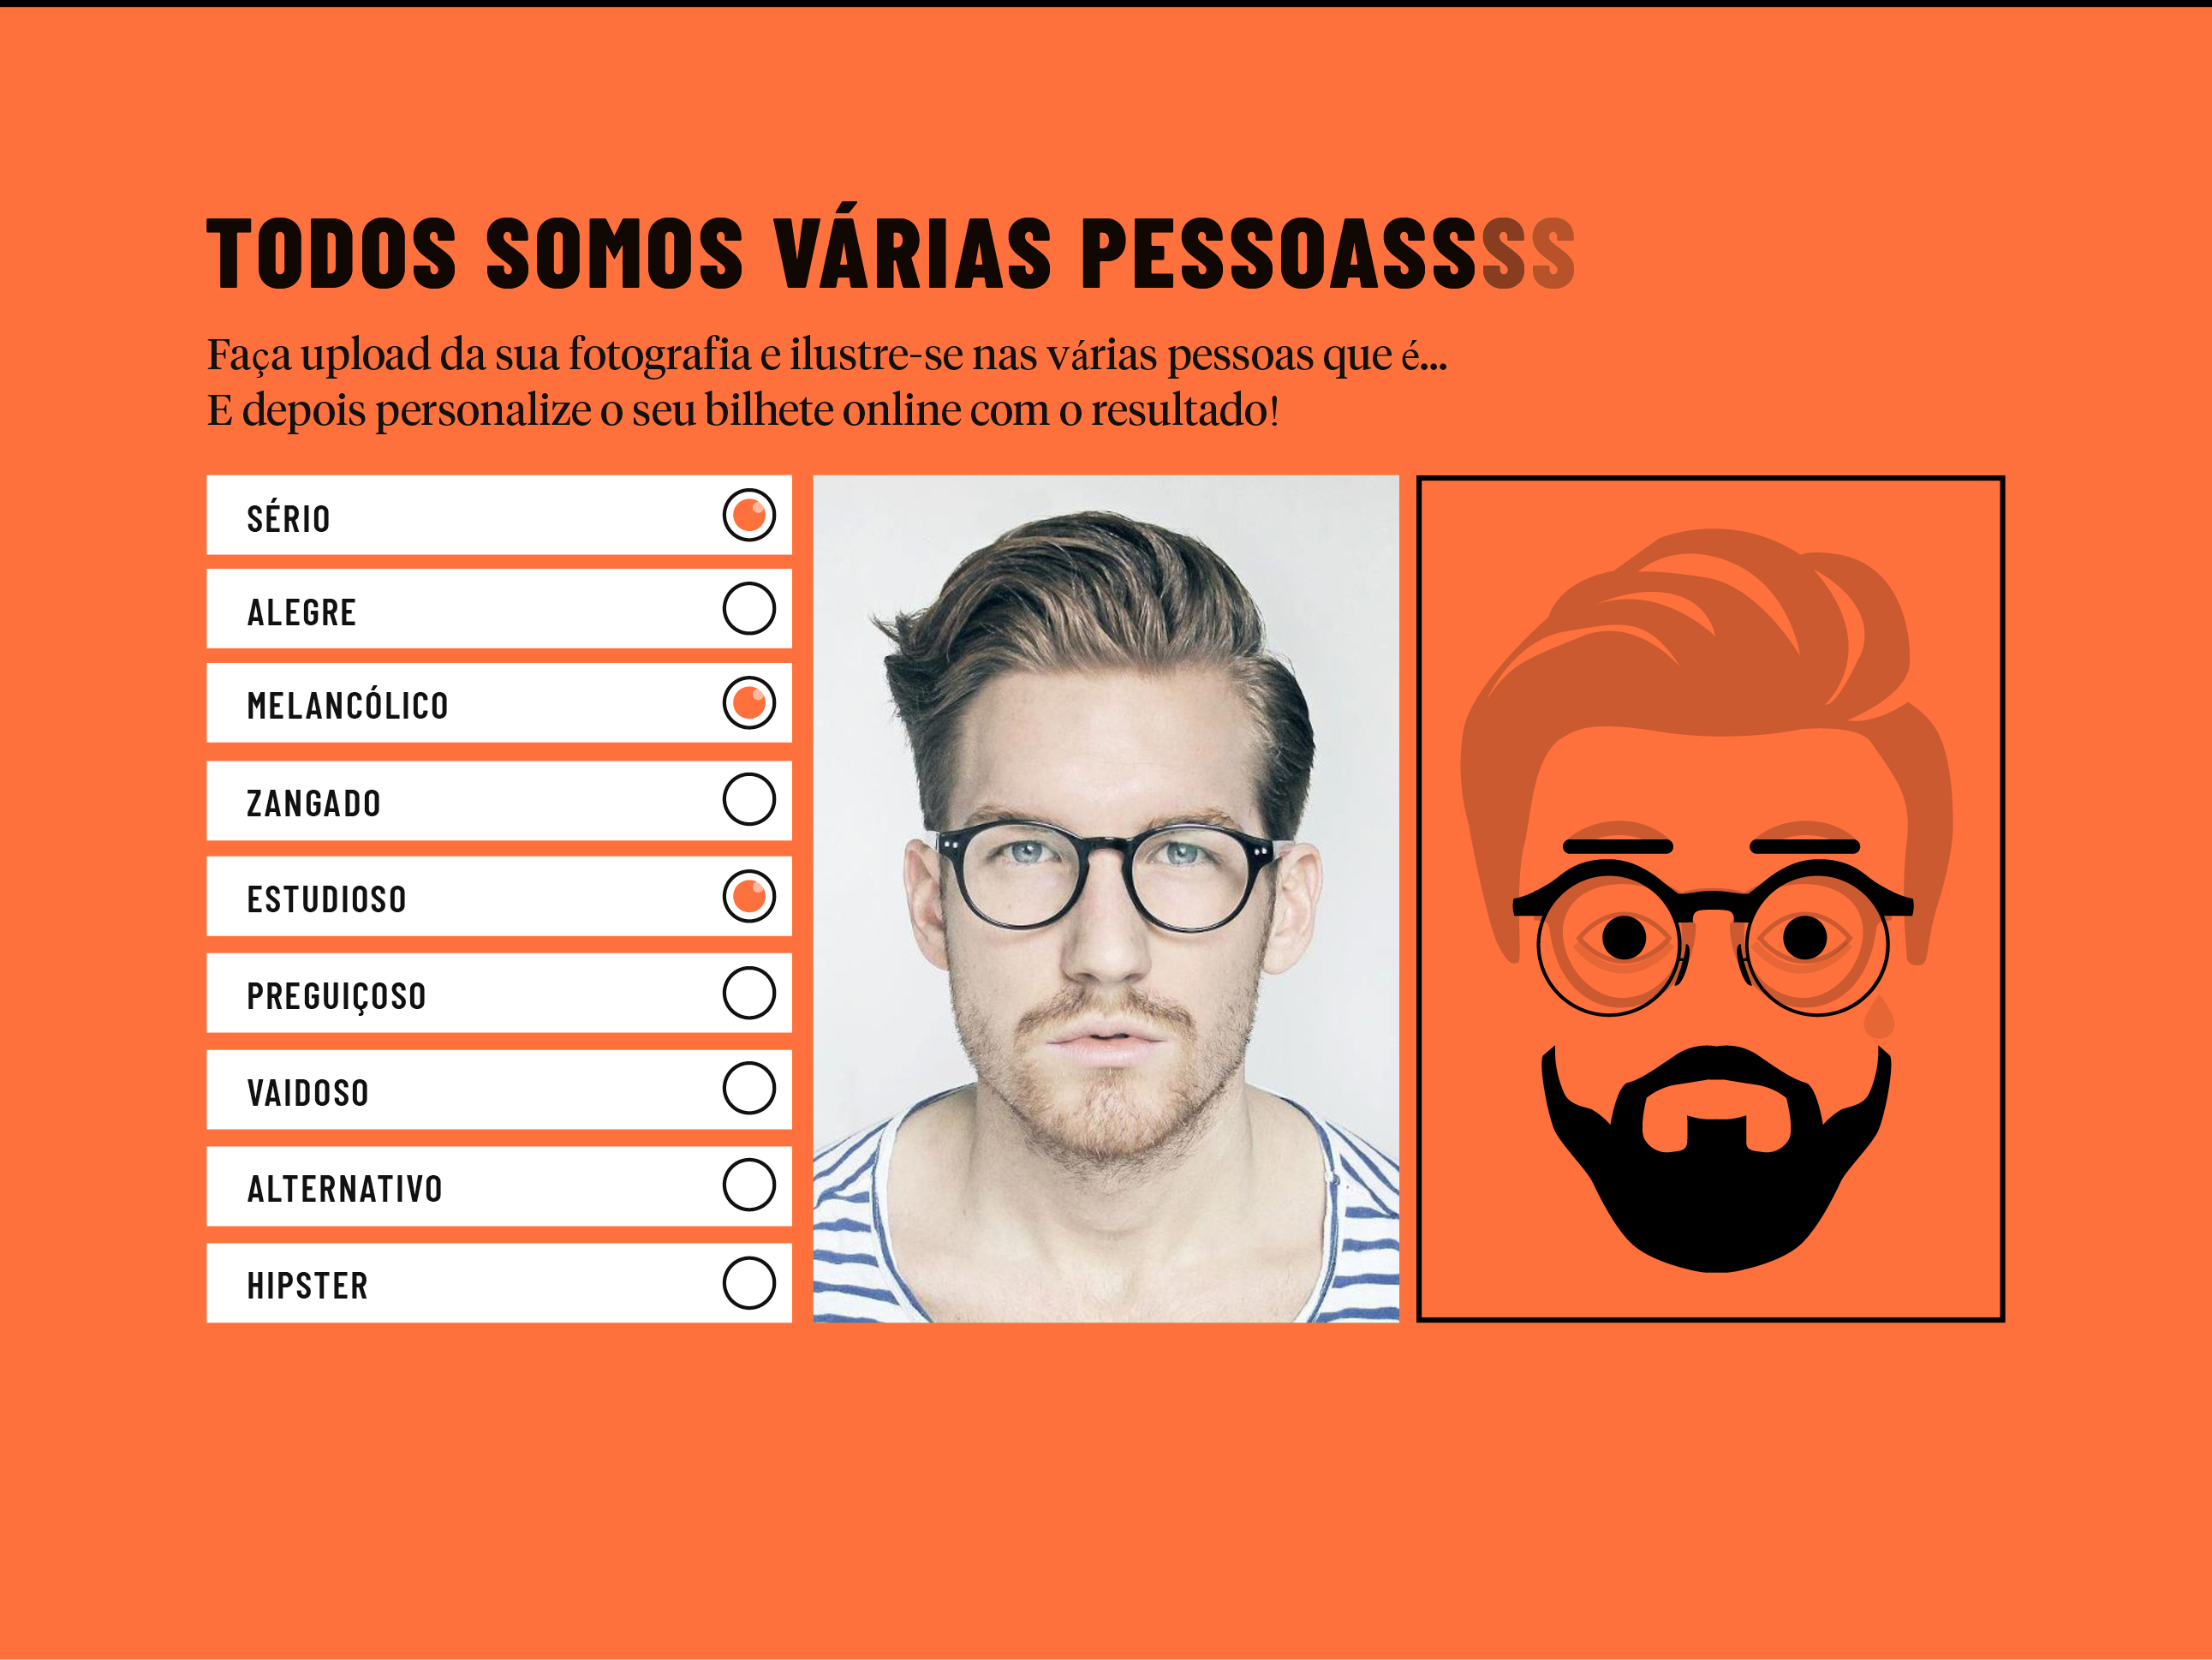 TODOS SOMOS VÁRIAS PESSOASSSS
Faça upload da sua fotografia e ilustre-se nas várias pessoas que é...
E depois personalize o seu bilhete online com o resultado!
SÉRIO
ALEGRE
MELANCÓLICO
ZANGADO
ESTUDIOSO
PREGUIÇOSO
VAIDOSO
ALTERNATIVO
HIPSTER